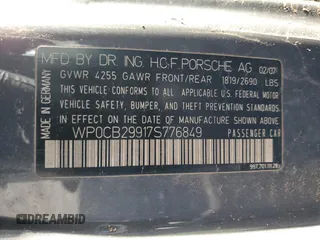 MFD BY DR. ING. H.C.F. PORSCHE AG 02/07
GVWR 4255 GAWR FRONT/REAR 1819/2690 LBS
THIS VEHICLE CONFORMS TO ALL APPLICABLE
FEDERAL MOTOR VEHICLE
SAFETY, BUMPER, AND THEFT PREVENTION STANDARDS
IN EFFECT ON THE DATE OF MANUFACTURE SHOWN ABOVE
WP0CB29917S776849 PASSENGER CAR
Made in Germany
© DREAMBID